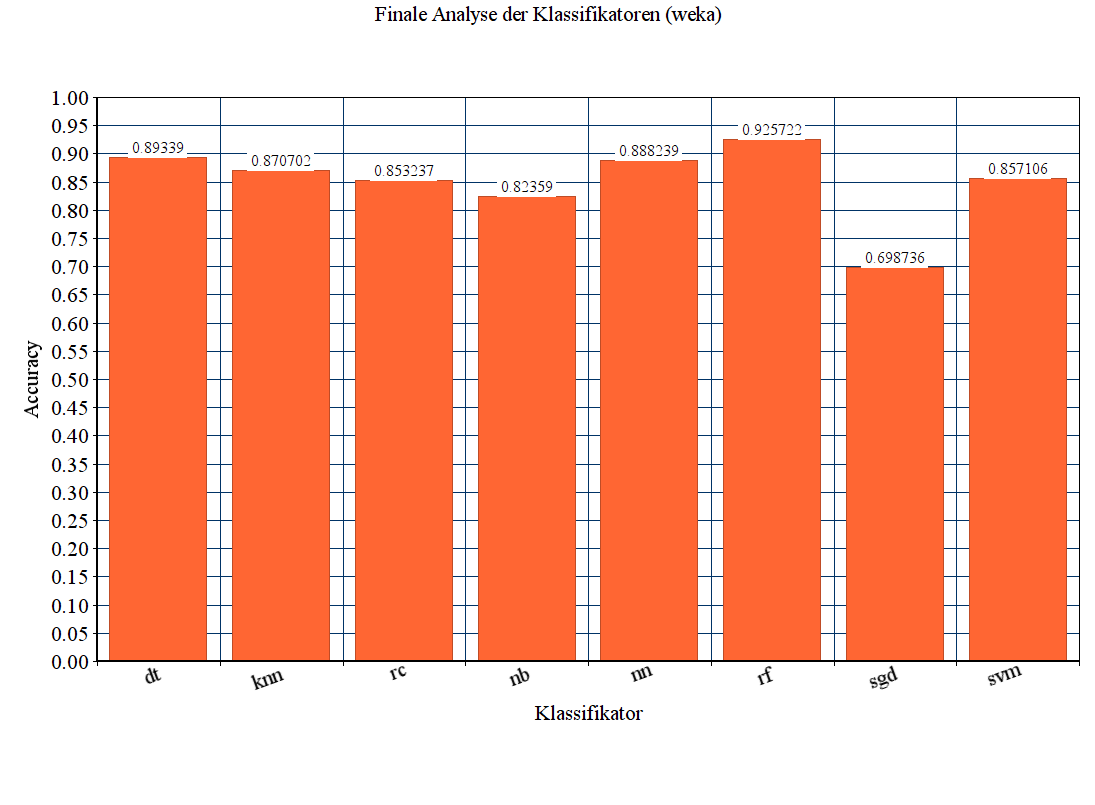 Finale Analyse der Klassifikatoren (weka)
1.00
0.95
0.90
0.85
0.80
0.75
0.70
0.65
0.60
0.55
0.50
0.45
0.40
0.35
0.30
0.25
0.20
0.15
0.10
0.05
0.00
Accuracy
0.89339
0.870702
0.853237
0.82359
0.888239
0.925722
0.698736
0.857106
dt
knn
rc
nb
nn
rf
sgd
svm
Klassifikator